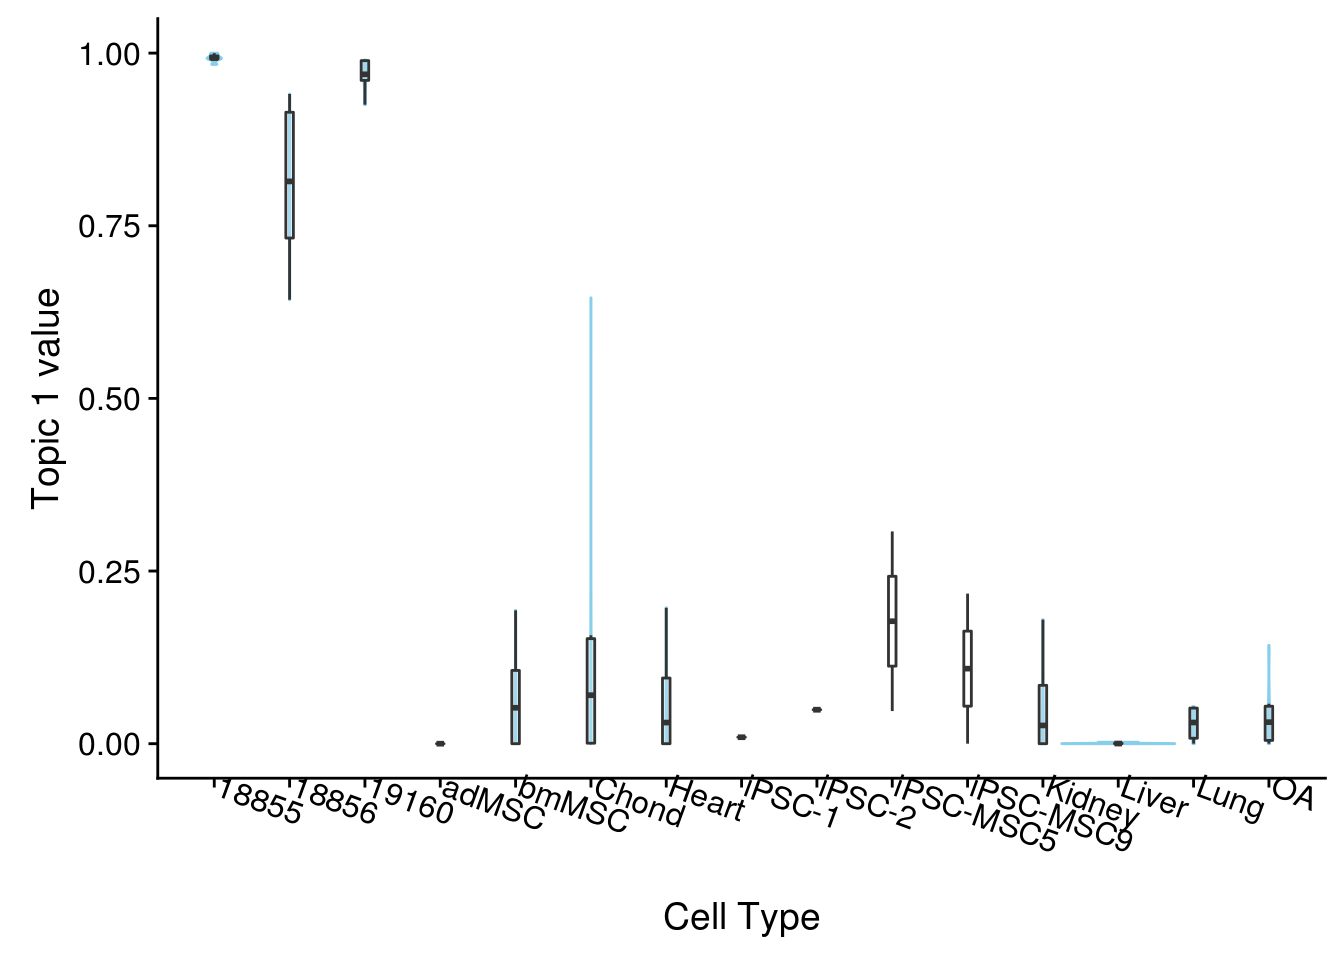 1.00
0.75
0.50
0.25
0.00
Topic 1 value
18855
18856
19160
adMSC
bmMSC
Chond
Heart
iPSC-1
iPSC-2
iPSC-MSC5
iPSC-MSC9
Kidney
Liver
Lung
OA
Cell Type